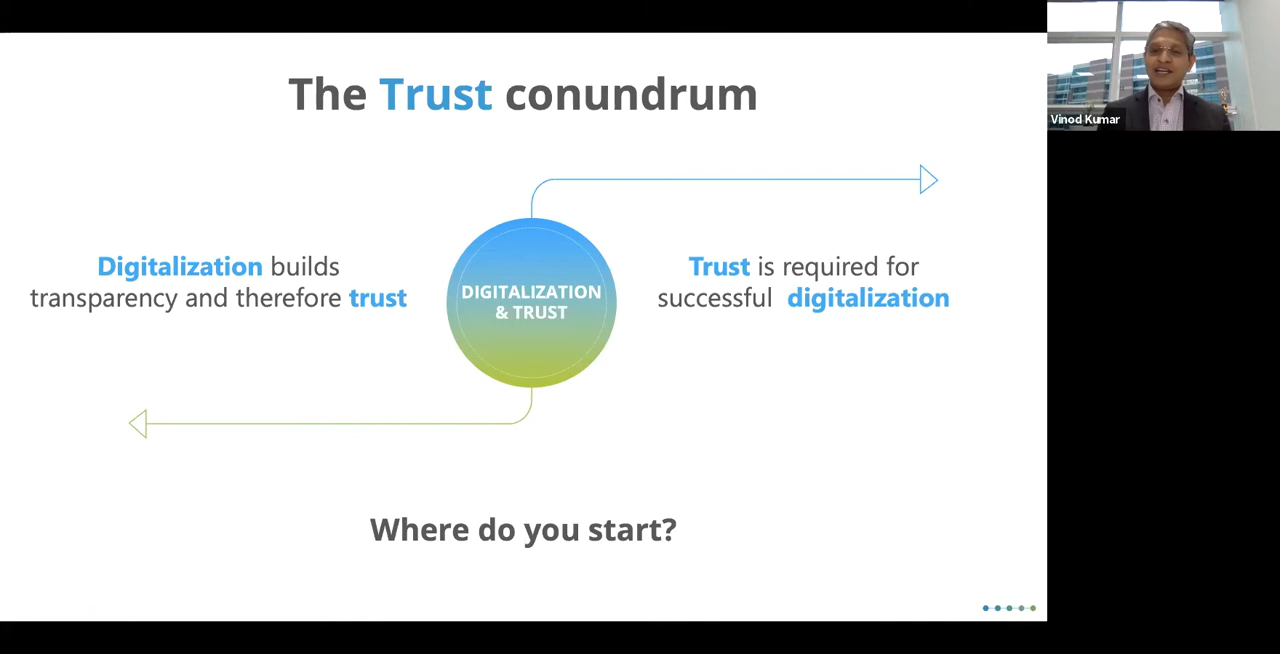 The Trust conundrum
Vinod Kumar
Digitalization builds
transparency and therefore trust
DIGITALIZATION
& TRUST
Trust is required for
successful digitalization
Where do you start?